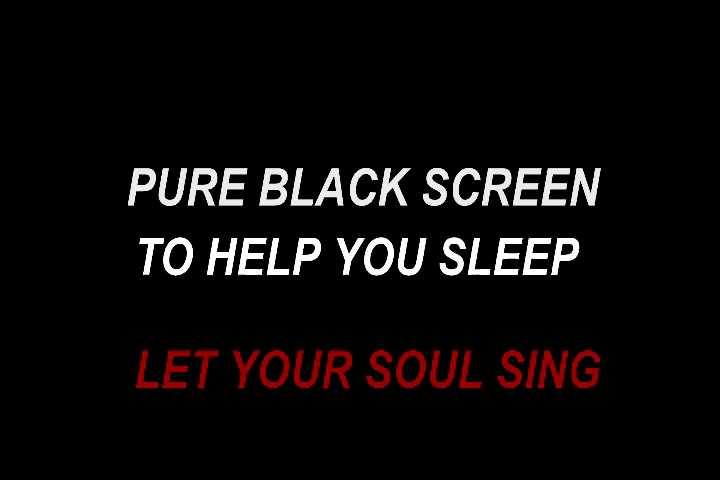 PURE BLACK SCREEN
TO HELP YOU SLEEP
LET YOUR SOUL SING